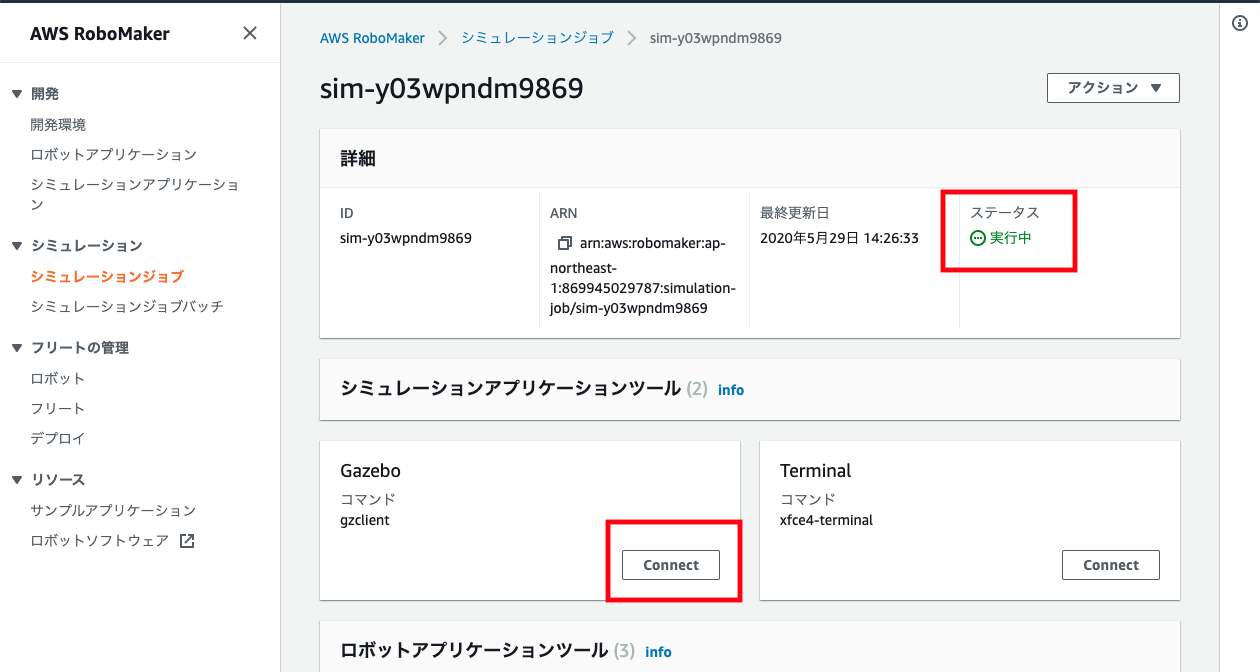 AWS RoboMaker
開発
開発環境
ロボットアプリケーション
シミュレーションアプリケーショ
ン
シミュレーション
シミュレーションジョブ
シミュレーションジョブバッチ
フリートの管理
ロボット
フリート
デプロイ
リソース
サンプルアプリケーション
ロボットソフトウェア
AWS RoboMaker シミュレーションジョブ sim-y03wpndm9869
sim-y03wpndm9869
アクション
詳細
ID
sim-y03wpndm9869
ARN
arn:aws:robomaker:ap-
northeast-
1:869945029787:simulation-
job/sim-y03wpndm9869
最終更新日
2020年5月29日 14:26:33
ステータス
実行中
シミュレーションアプリケーションツール (2) info
Gazebo
コマンド
gzclient
Connect
Terminal
コマンド
xfce4-terminal
Connect
ロボットアプリケーションツール (3) info